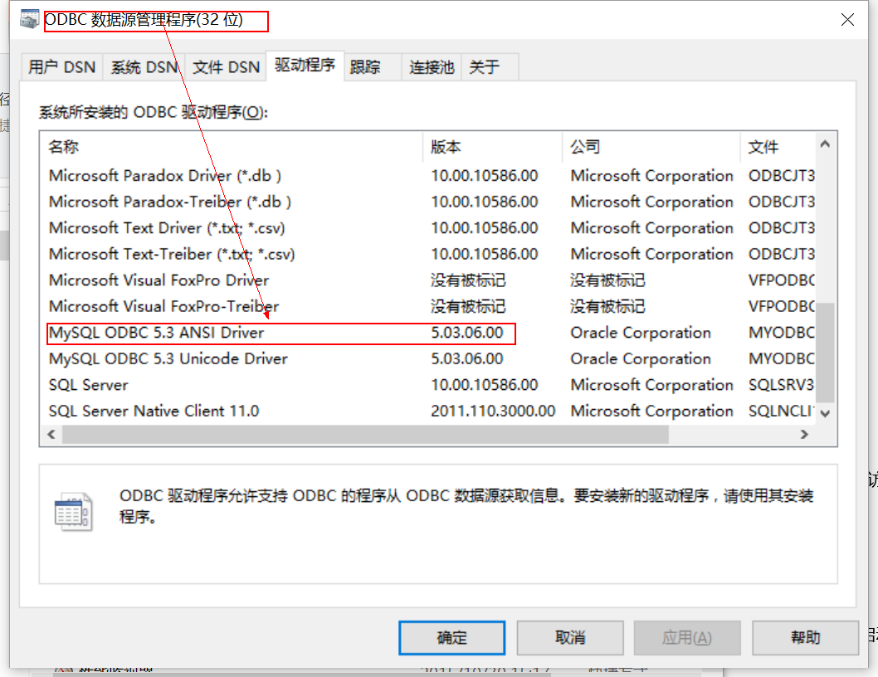 ODBC 数据源管理程序(32 位)
用户 DSN 系统 DSN 文件 DSN 驱动程序 跟踪 连接池 关于
系统所安装的 ODBC 驱动程序(O):
名称 版本 公司 文件
Microsoft Paradox Driver (*.db ) 10.00.10586.00 Microsoft Corporation ODBCJT3
Microsoft Paradox-Treiber (*.db ) 10.00.10586.00 Microsoft Corporation ODBCJT3
Microsoft Text Driver (*.txt; *.csv) 10.00.10586.00 Microsoft Corporation ODBCJT3
Microsoft Text-Treiber (*.txt; *.csv) 10.00.10586.00 Microsoft Corporation ODBCJT3
Microsoft Visual FoxPro Driver 没有被标记 没有被标记 VFPODBC
Microsoft Visual FoxPro-Treiber 没有被标记 没有被标记 VFPODBC
MySQL ODBC 5.3 ANSI Driver 5.03.06.00 Oracle Corporation MYODBC
MySQL ODBC 5.3 Unicode Driver 5.03.06.00 Oracle Corporation MYODBC
SQL Server 10.00.10586.00 Microsoft Corporation SQLSRV3
SQL Server Native Client 11.0 2011.110.3000.00 Microsoft Corporation SQLNCLI
ODBC 驱动程序允许支持 ODBC 的程序从 ODBC 数据源获取信息。要安装新的驱动程序，请使用其安装
程序。
确定 取消 应用(A) 帮助